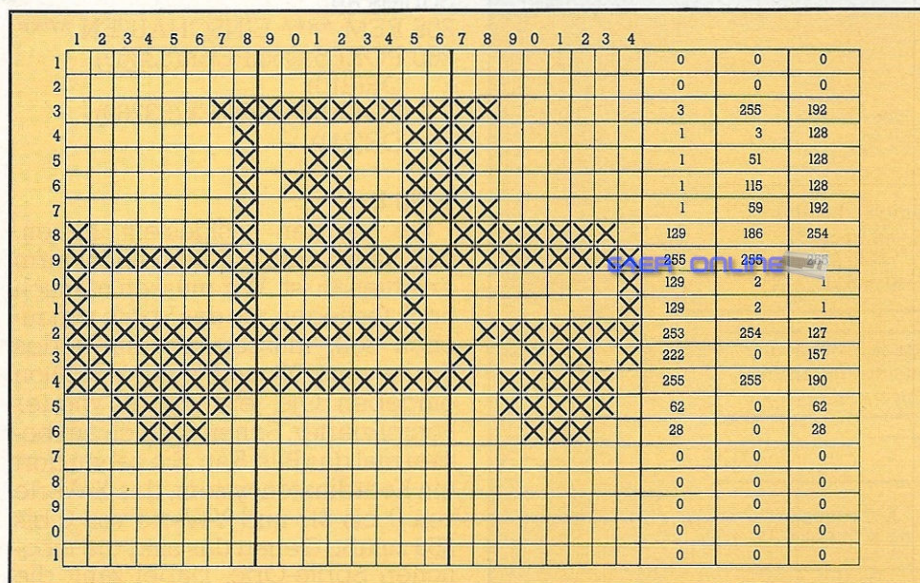 1 2 3 4 5 6 7 8 9 0 1 2 3 4 5 6 7 8 9 0 1 2 3 4
1 0 0 0
2 0 0 0
3 3 255 192
4 1 3 128
5 1 51 128
6 1 115 128
7 1 59 192
8 129 186 254
9 255 255
ONLINE
0 129 2 1
1 129 2 1
2 253 254 127
3 222 0 157
4 255 255 190
5 62 0 62
6 28 0 28
7 0 0 0
8 0 0 0
9 0 0 0
0 0 0 0
1 0 0 0